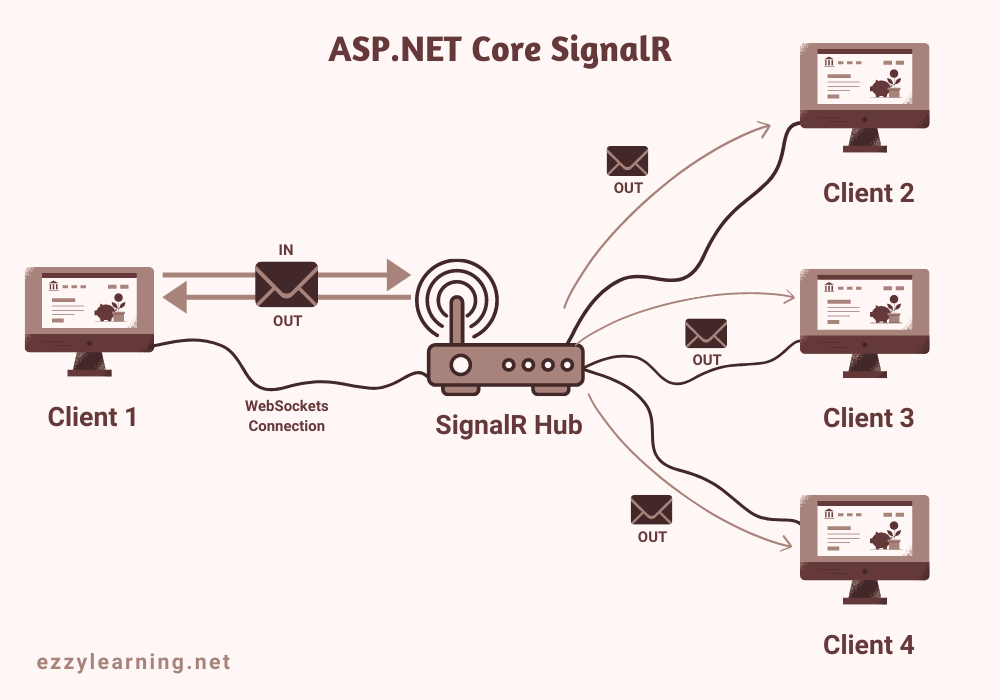 ASP.NET Core SignalR
Client 2
OUT
IN
OUT
Client 1
WebSockets
Connection
SignalR Hub
OUT
Client 3
OUT
Client 4
ezzylearning.net